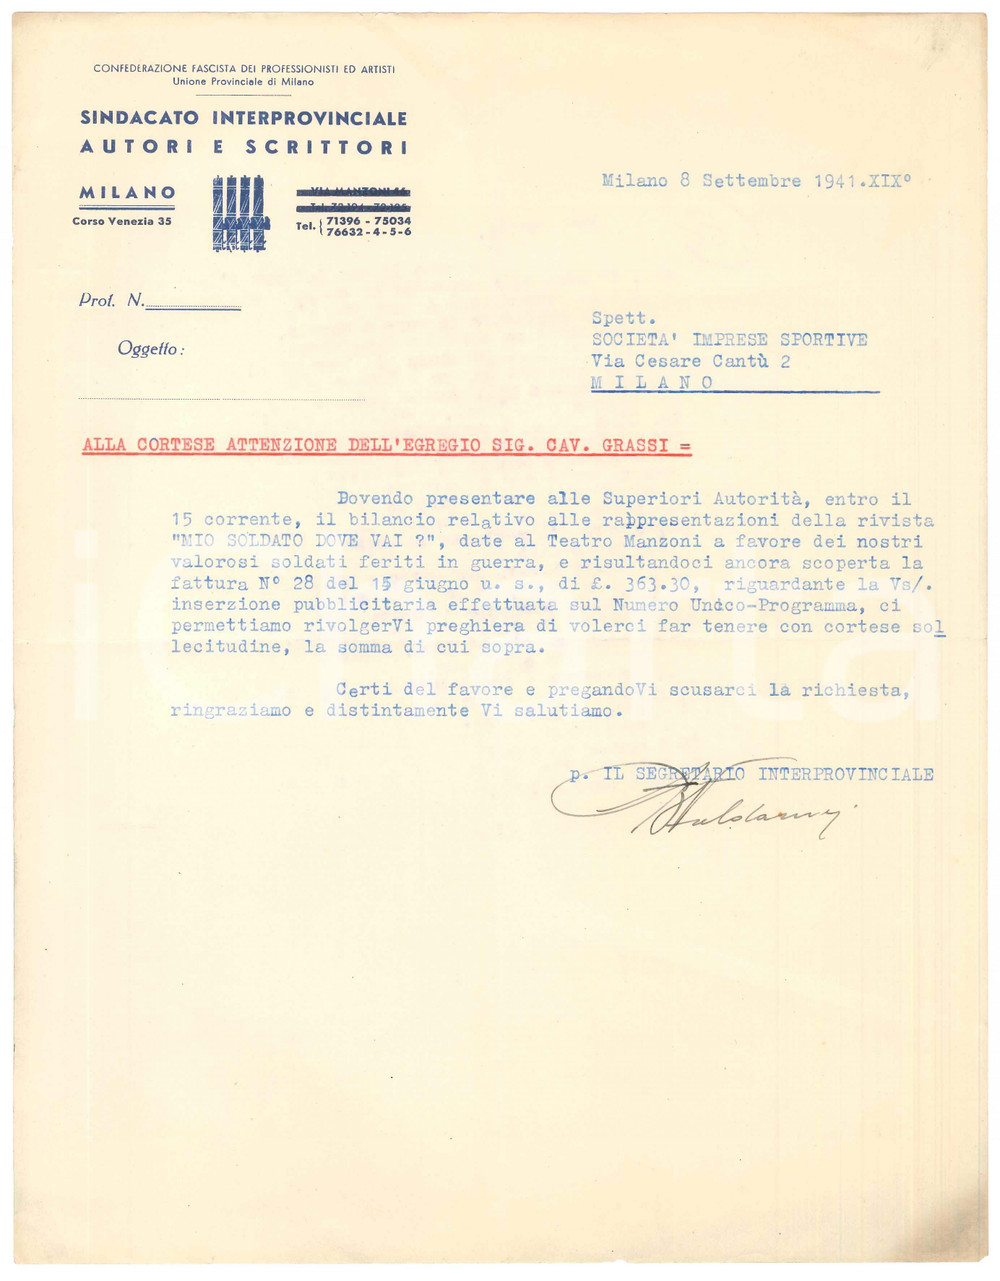 CONFEDERAZIONE FASCISTA DEI PROFESSIONISTI ED ARTISTI
Unione Provinciale di Milano
SINDACATO INTERPROVINCIALE
AUTORI E SCRITTORI
MILANO
Corso Venezia 35
VIA MANZONI
Tel. 71396 - 75034
76632 - 4 - 5 - 6
Milano 8 Settembre 1941.XIX°
Prot. N.
Oggetto:
Spett.
SOCIETA' IMPRESE SPORTIVE
Via Cesare Cantù 2
MILANO
ALLA CORTESE ATTENZIONE DELL'EGREGIO SIG. CAV. GRASSI =
Dovendo presentare alle Superiori Autorità, entro il
15 corrente, il bilancio relativo alle rappresentazioni della rivista
"MIO SOLDATO DOVE VAI ?", date al Teatro Manzoni a favore dei nostri
valorosi soldati feriti in guerra, e risultandoci ancora scoperta la
fattura N° 28 del 15 giugno u. s., di £. 363.30, riguardante la Vs/.
inserzione pubblicitaria effettuata sul Numero Unico-Programma, ci
permettiamo rivolgerVi preghiera di volerci far tenere con cortese sol
lecitudine, la somma di cui sopra.
Certi del favore e pregandoVi scusarci la richiesta,
ringraziamo e distintamente Vi salutiamo.
p. IL SEGRETARIO INTERPROVINCIALE